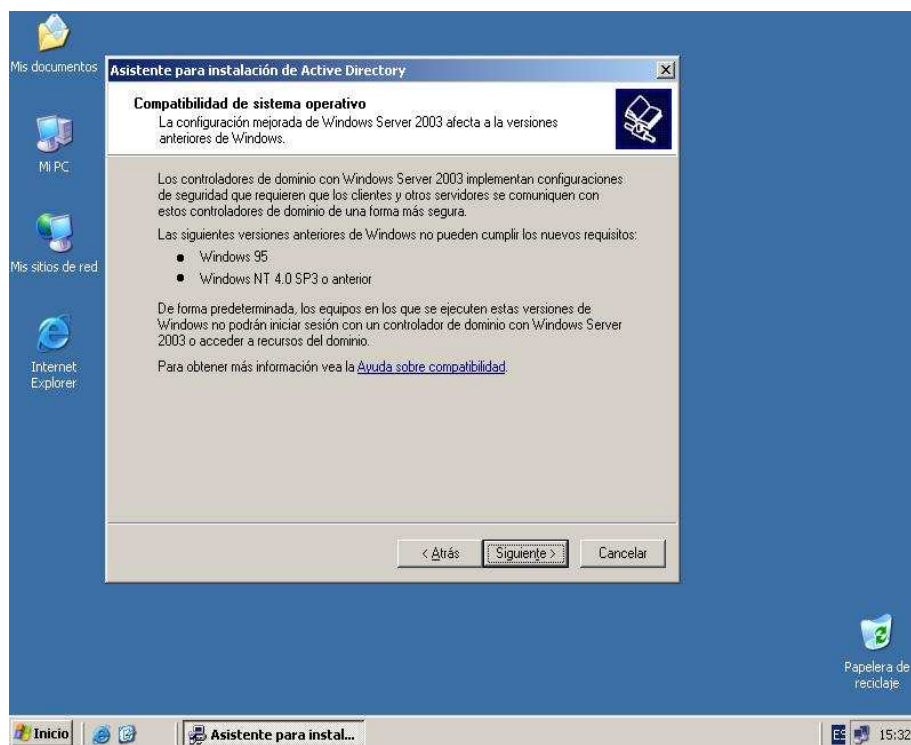 Mis documentos
Mi PC
Mis sitios de red
Internet
Explorer
Asistente para instalación de Active Directory
Compatibilidad de sistema operativo
La configuración mejorada de Windows Server 2003 afecta a la versiones
anteriores de Windows.
Los controladores de dominio con Windows Server 2003 implementan configuraciones
de seguridad que requieren que los clientes y otros servidores se comuniquen con
estos controladores de dominio de una forma más segura.
Las siguientes versiones anteriores de Windows no pueden cumplir los nuevos requisitos:
● Windows 95
● Windows NT 4.0 SP3 o anterior
De forma predeterminada, los equipos en los que se ejecuten estas versiones de
Windows no podrán iniciar sesión con un controlador de dominio con Windows Server
2003 o acceder a recursos del dominio.
Para obtener más información vea la Ayuda sobre compatibilidad.
< Atrás
Siguiente >
Cancelar
Papelera de
reciclaje
Inicio
Asistente para instal...
ES
15:32